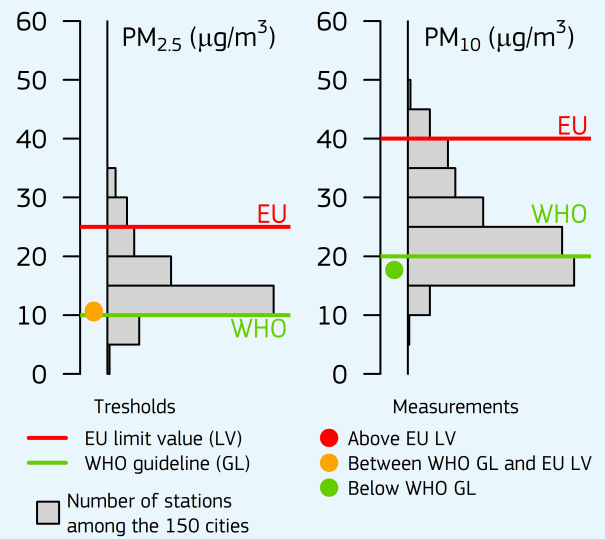 PM2.5 (μg/m³)
60
50
40
30
20
10
0
EU
WHO
PM10 (μg/m³)
60
50
40
30
20
10
0
EU
WHO
Tresholds
EU limit value (LV)
WHO guideline (GL)
Number of stations
among the 150 cities
Measurements
Above EU LV
Between WHO GL and EU LV
Below WHO GL